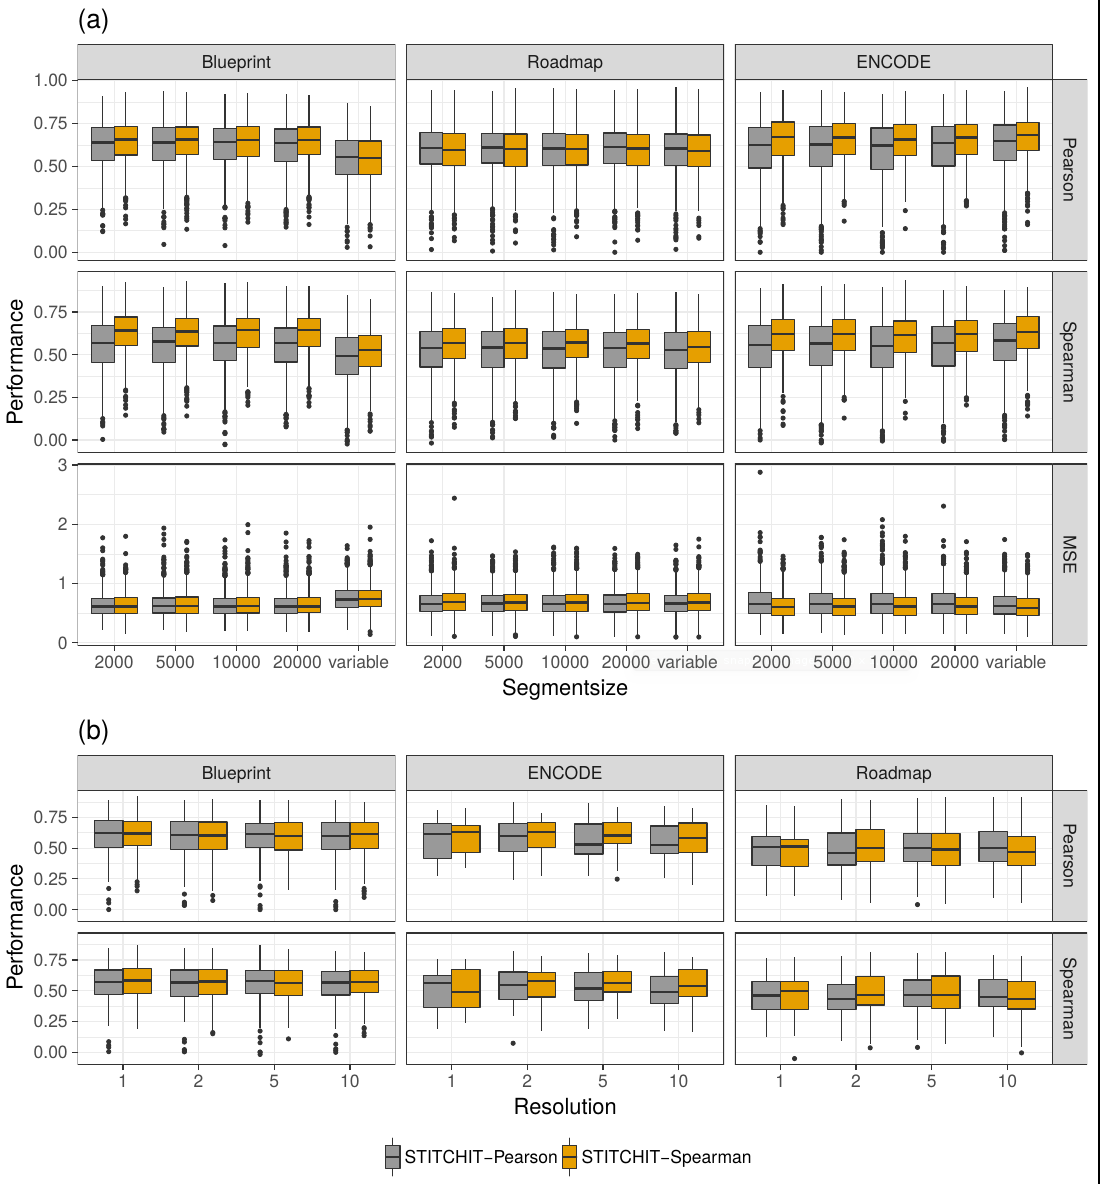 (a)
Blueprint
Roadmap
ENCODE
1.00
0.75
0.50
0.25
0.00
Pearson
0.75
0.50
0.25
0.00
Spearman
3
2
1
0
MSE
Performance
2000 5000 10000 20000 variable
2000 5000 10000 20000 variable
2000 5000 10000 20000 variable
Segmentsize
(b)
Blueprint
ENCODE
Roadmap
0.75
0.50
0.25
0.00
Pearson
0.75
0.50
0.25
0.00
Spearman
Performance
1 2 5 10
1 2 5 10
1 2 5 10
Resolution
STITCHIT−Pearson STITCHIT−Spearman